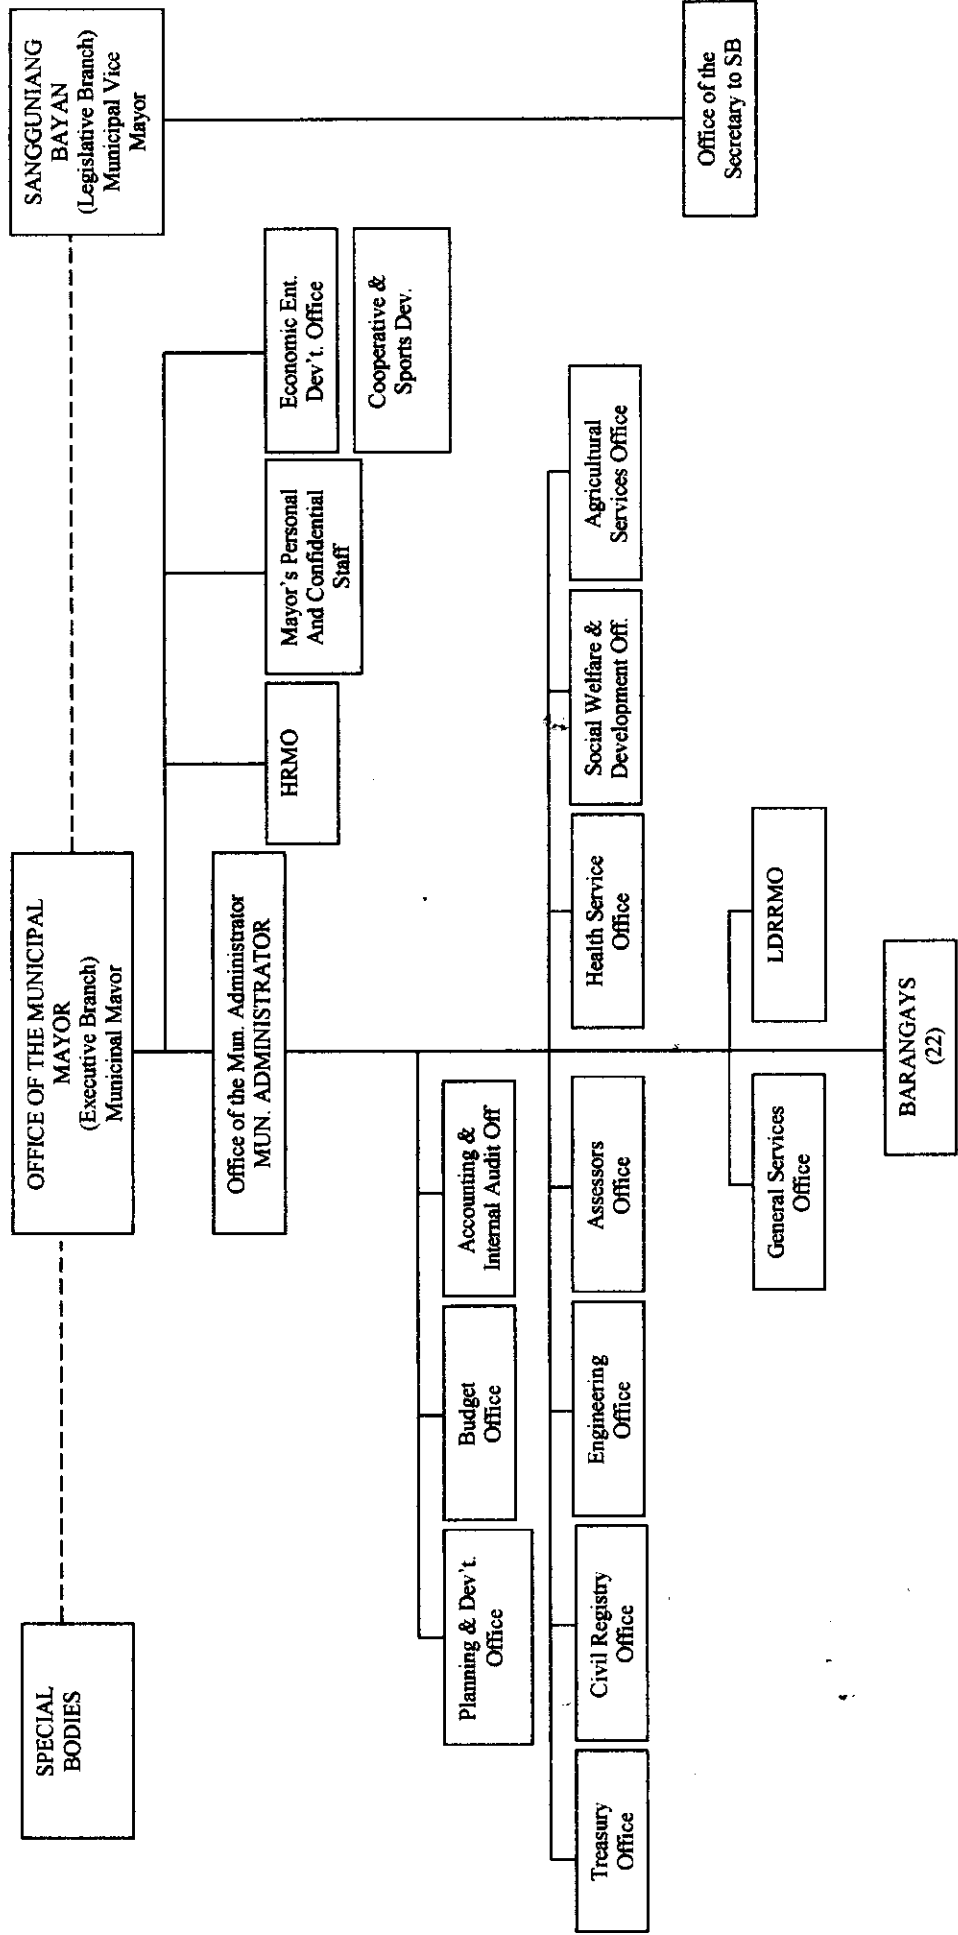 SPECIAL
BODIES
OFFICE OF THE MUNICIPAL
MAYOR
(Executive Branch)
Municipal Mayor
SANGGUNIANG
BAYAN
(Legislative Branch)
Municipal Vice
Mayor
Office of the Mun. Administrator
MUN. ADMINISTRATOR
HRMO
Mayor's Personal
And Confidential
Staff
Economic Ent.
Dev't. Office
Cooperative &
Sports Dev.
Planning & Dev't.
Office
Budget
Office
Accounting &
Internal Audit Off
Treasury
Office
Civil Registry
Office
Engineering
Office
Assessors
Office
Health Service
Office
Social Welfare &
Development Off.
Agricultural
Services Office
Office of the
Secretary to SB
General Services
Office
LDRRMO
BARANGAYS
(22)